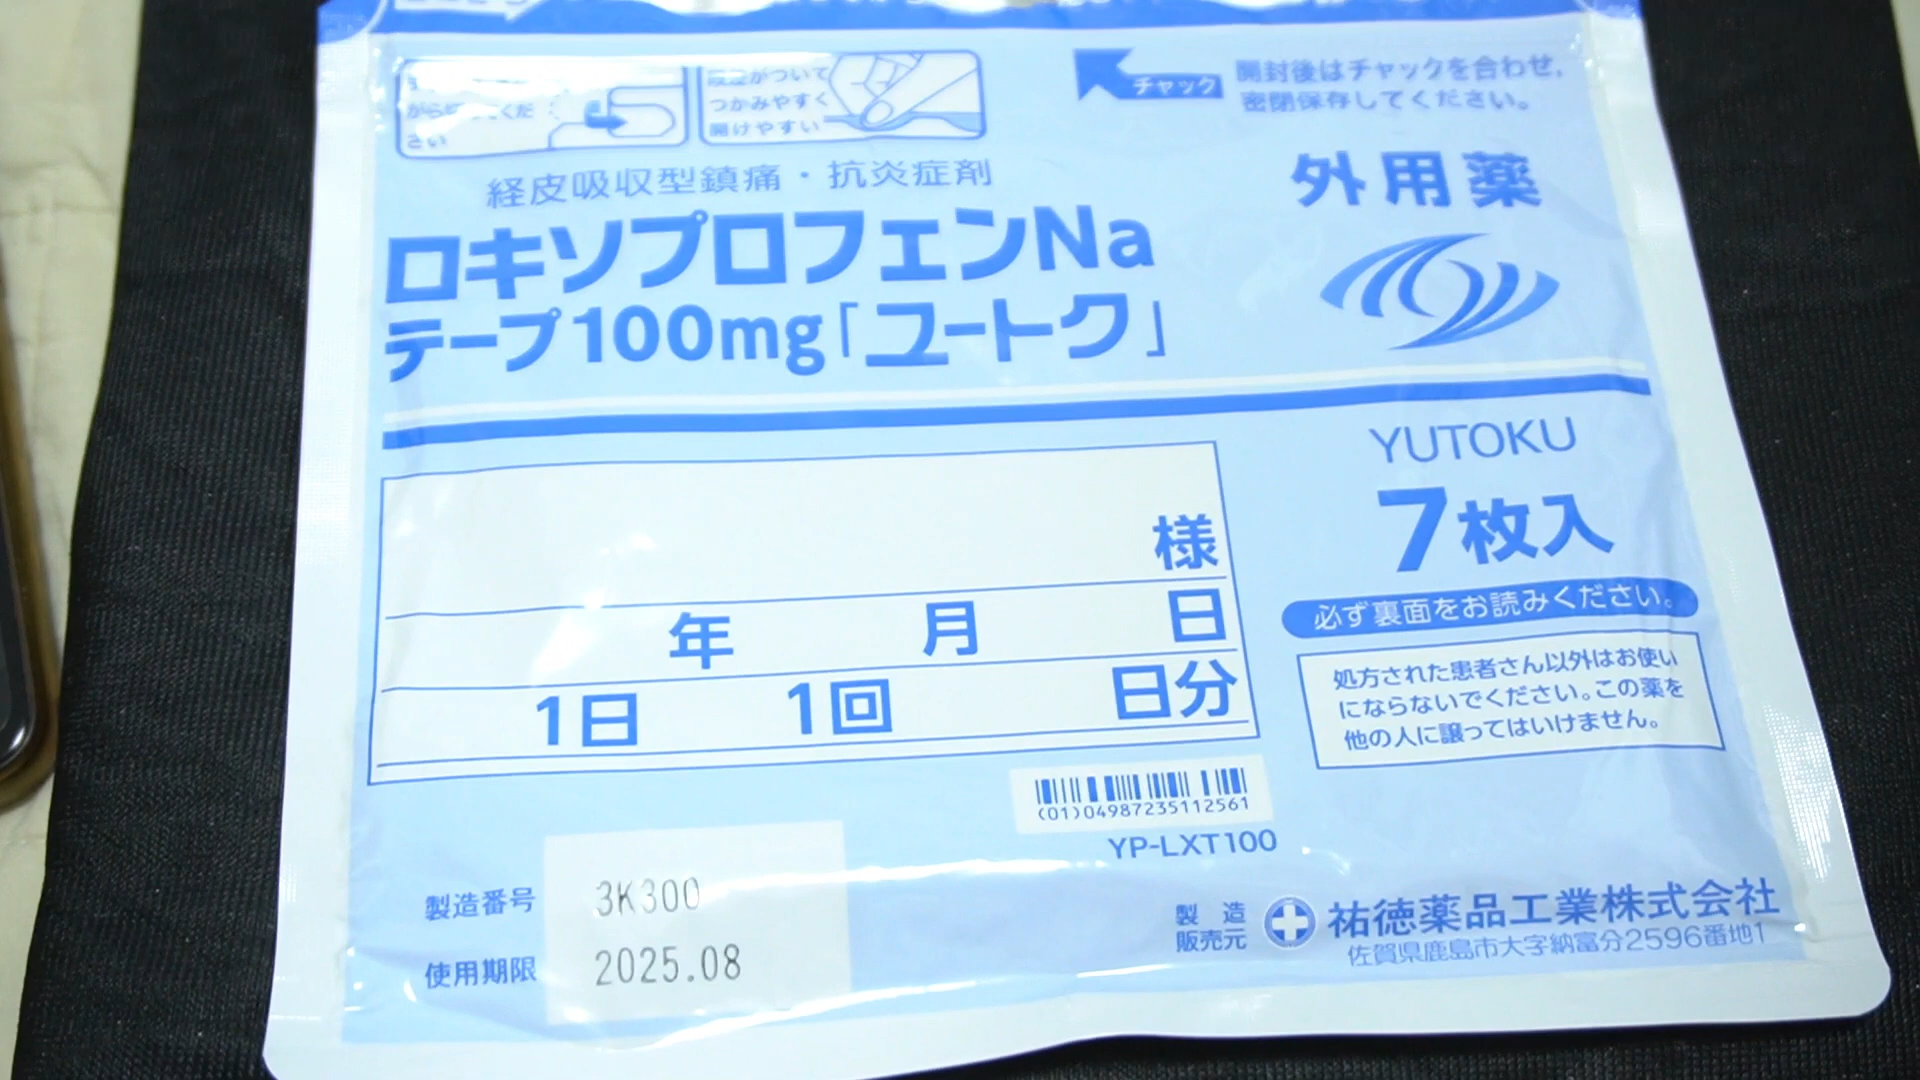 がついて
つかみやすく
開けやすい
さい
チャック
開封後はチャックを合わせ,
密閉保存してください。
経皮吸収型鎮痛・抗炎症剤
外用薬
ロキソプロフェンNa
テープ100mg「ユートク」
YUTOKU
7枚入
様
年 月 日
1日 1回 日分
必ず裏面をお読みください。
処方された患者さん以外はお使い
にならないでください。この薬を
他の人に譲ってはいけません。
(01)04987235112561
YP-LXT100
製造番号 3K300
使用期限 2025.08
製造
販売元
祐徳薬品工業株式会社
佐賀県鹿島市大字納富分2596番地1